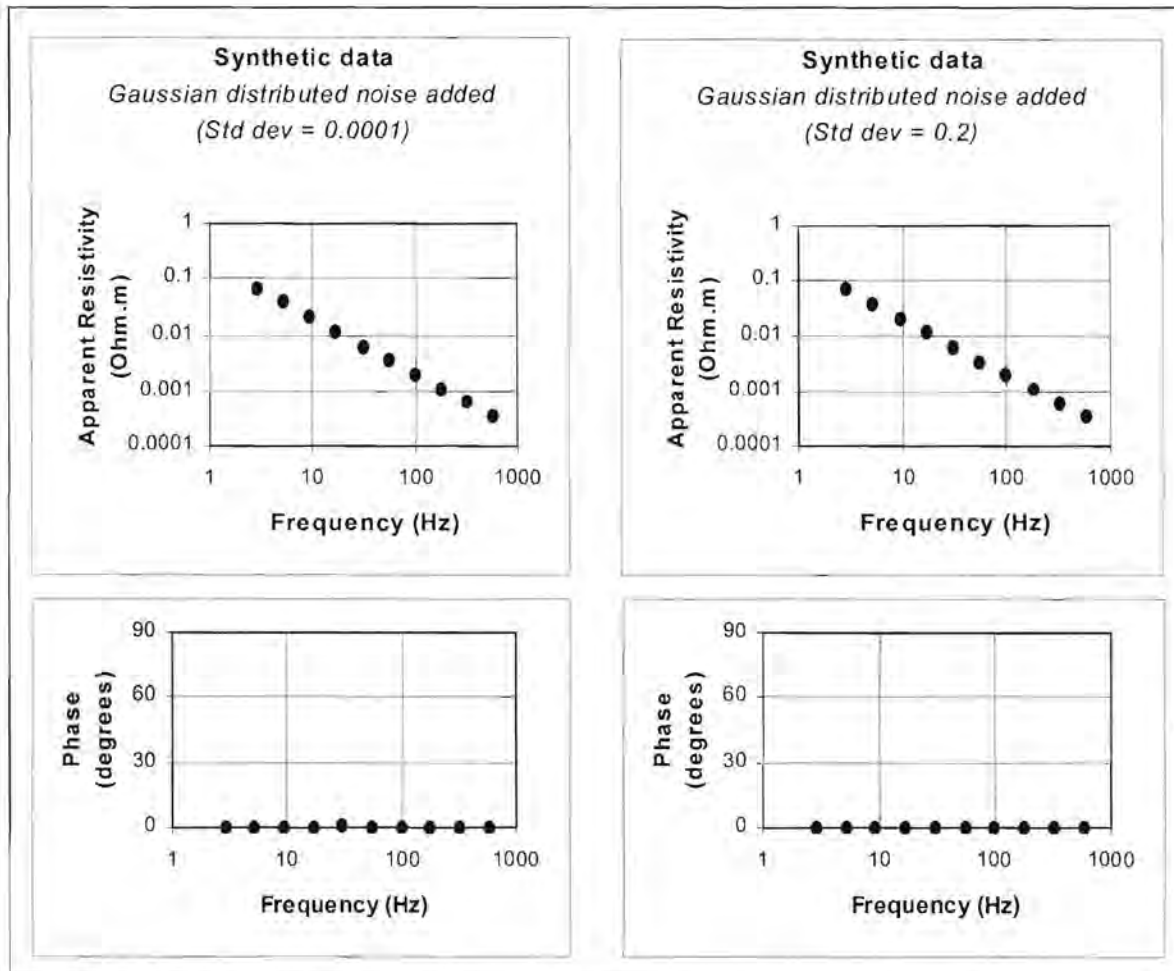 Synthetic data
Gaussian distributed noise added
(Std dev = 0.0001)
Apparent Resistivity
(Ohm.m)
1
0.1
0.01
0.001
0.0001
1 10 100 1000
Frequency (Hz)
Synthetic data
Gaussian distributed noise added
(Std dev = 0.2)
Apparent Resistivity
(Ohm.m)
1
0.1
0.01
0.001
0.0001
1 10 100 1000
Frequency (Hz)
Phase
(degrees)
90
60
30
0
1 10 100 1000
Frequency (Hz)
Phase
(degrees)
90
60
30
0
1 10 100 1000
Frequency (Hz)